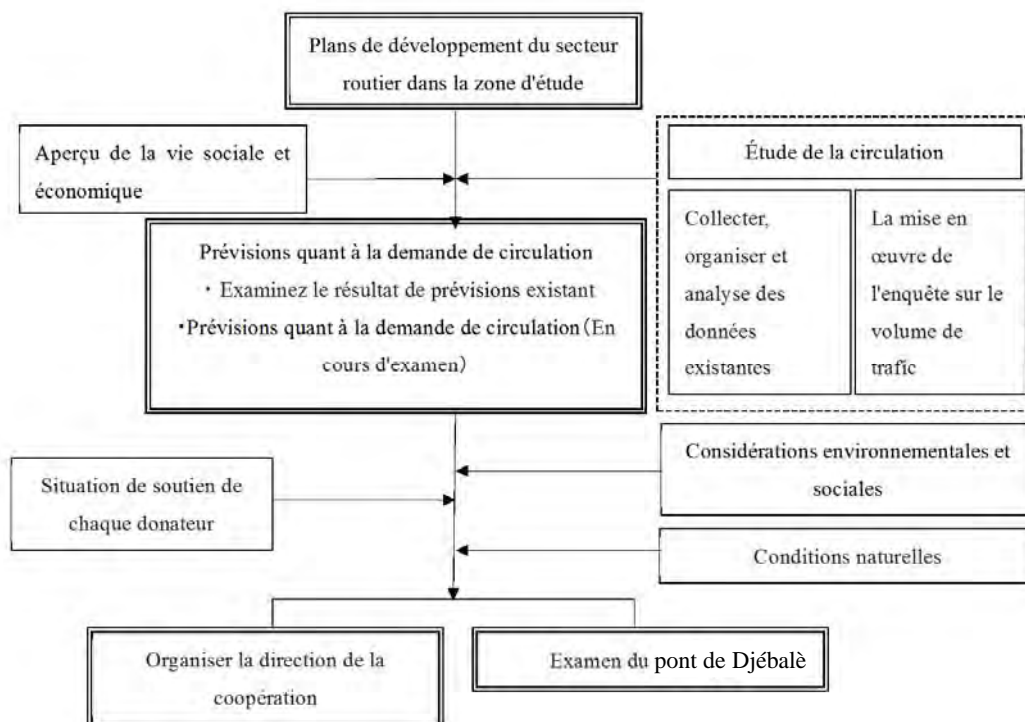 Plans de développement du secteur
routier dans la zone d'étude
Aperçu de la vie sociale et
économique
Étude de la circulation
Collecter,
organiser et
analyse des
données
existantes
La mise en
œuvre de
l'enquête sur le
volume de
trafic
Prévisions quant à la demande de circulation
・ Examinez le résultat de prévisions existant
・Prévisions quant à la demande de circulation(En
cours d'examen)
Considérations environnementales et
sociales
Situation de soutien de
chaque donateur
Conditions naturelles
Organiser la direction de la
coopération
Examen du pont de Djébalè